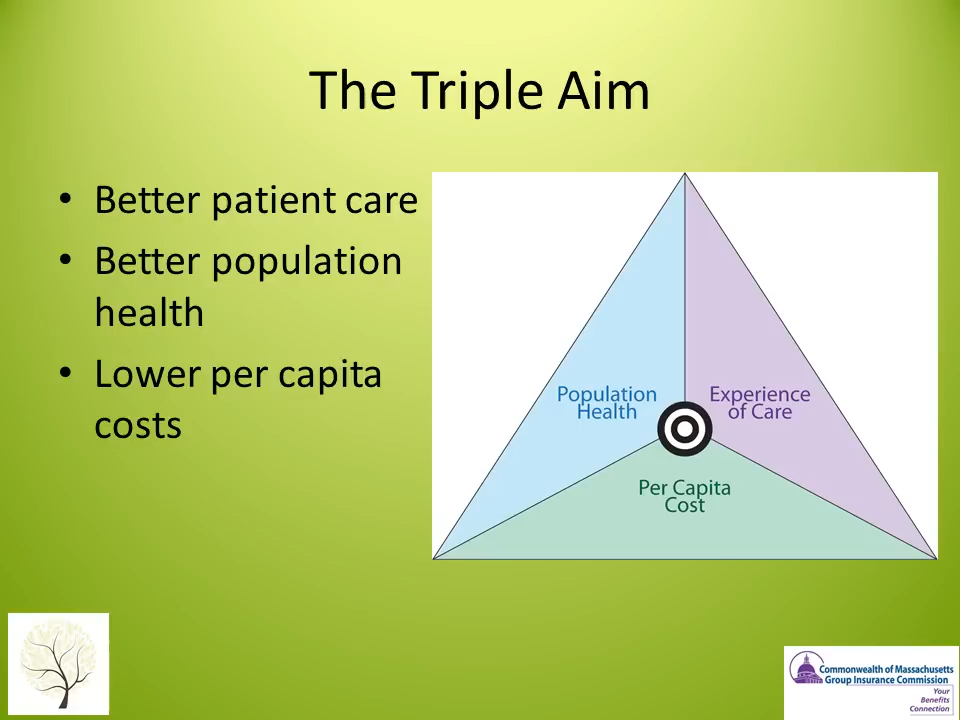 The Triple Aim
• Better patient care
• Better population
health
• Lower per capita
costs
Population
Health
Experience
of Care
Per Capita
Cost
Commonwealth of Massachusetts
Group Insurance Commission
Your
Benefits
Connection